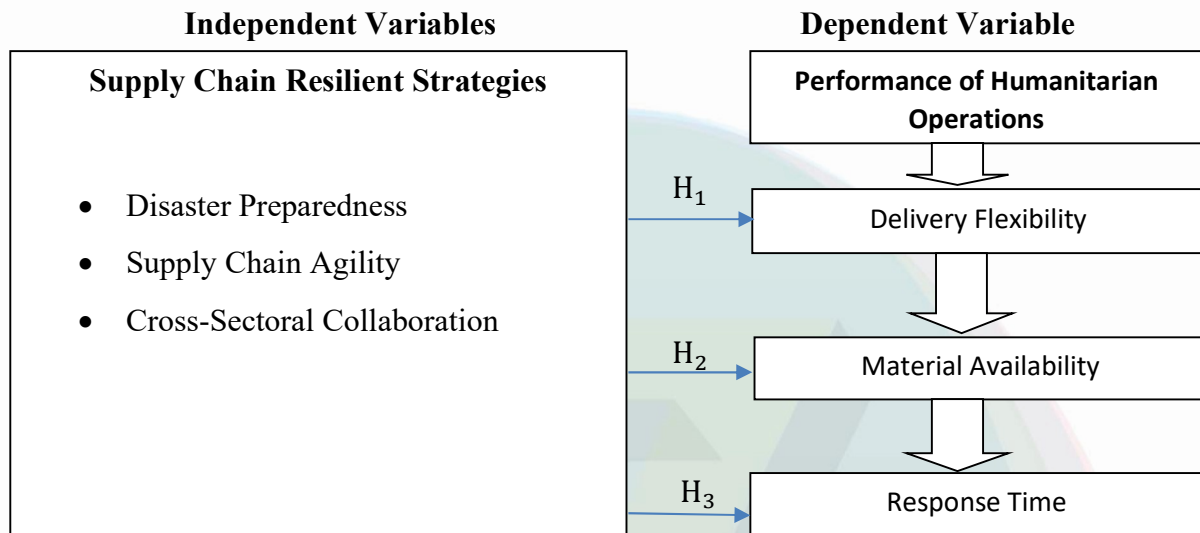 Independent Variables
Supply Chain Resilient Strategies
• Disaster Preparedness
• Supply Chain Agility
• Cross-Sectoral Collaboration
H₁
H₂
H₃
Dependent Variable
Performance of Humanitarian
Operations
Delivery Flexibility
Material Availability
Response Time